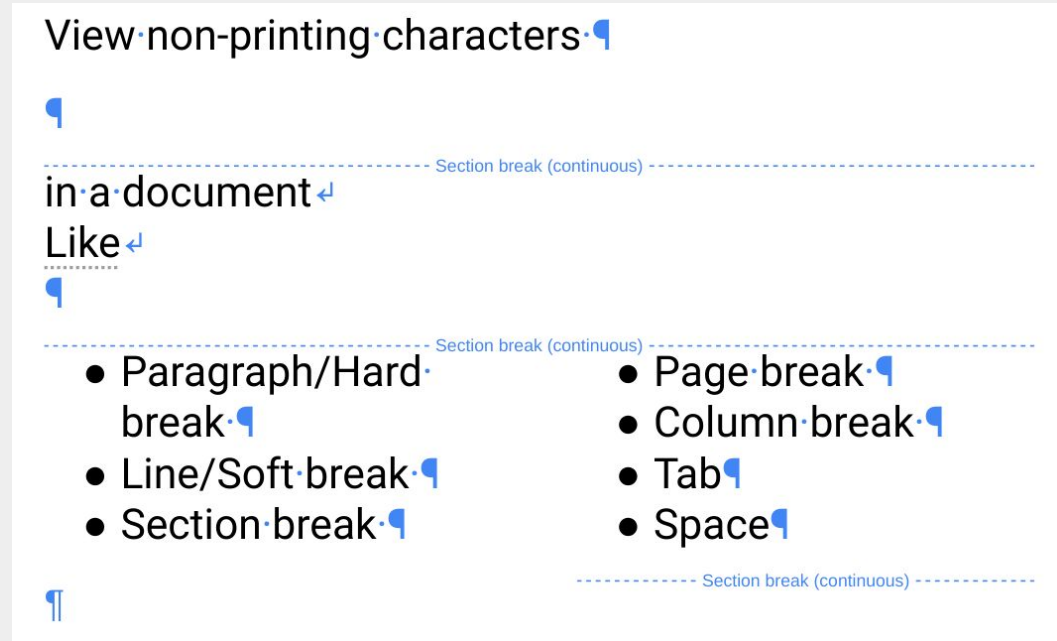 View·non-printing·characters·¶
¶
Section break (continuous)
in·a·document↵
Like↵
¶
Section break (continuous)
● Paragraph/Hard·
break·¶
● Line/Soft·break·¶
● Section·break·¶
● Page·break·¶
● Column·break·¶
● Tab¶
● Space¶
Section break (continuous)
¶